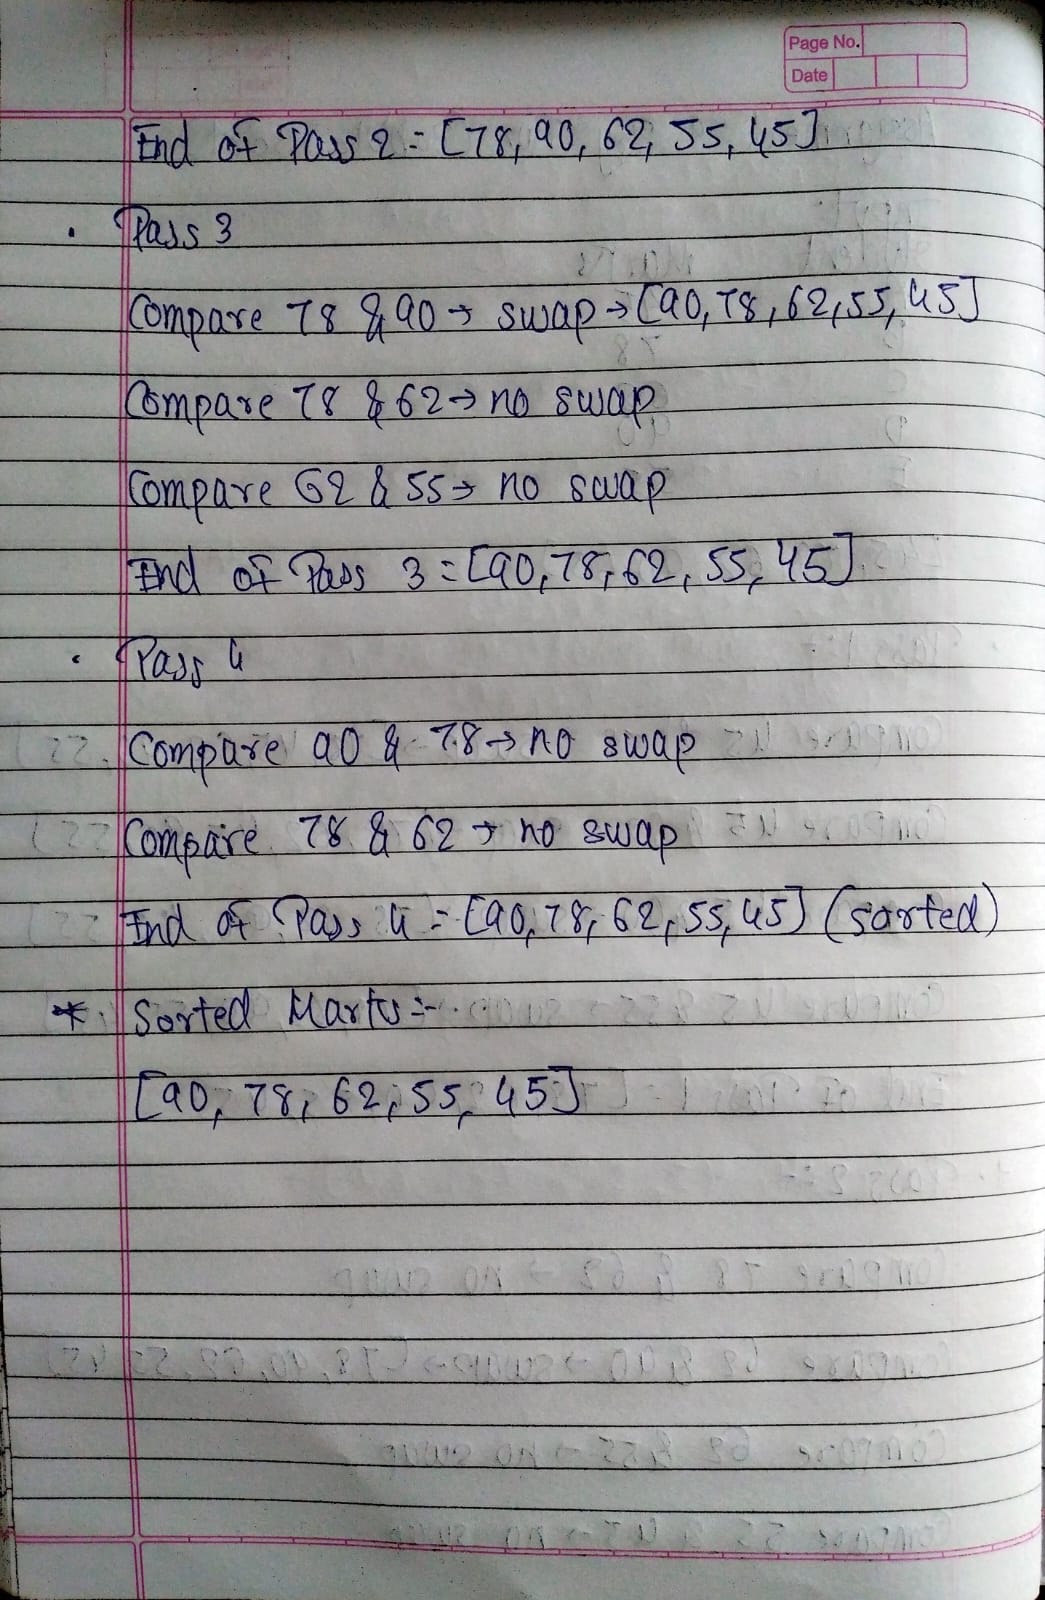 Page No.
Date
End of Pass 2 = [78, 90, 62, 55, 45]
• Pass 3
Compare 78 & 90 → swap → [90, 78, 62, 55, 45]
Compare 78 & 62 → no swap
Compare 62 & 55 → no swap
End of Pass 3 = [90, 78, 62, 55, 45]
• Pass 4
Compare 90 & 78 → no swap
Compare 78 & 62 → no swap
End of Pass 4 = [90, 78, 62, 55, 45] (sorted)
* Sorted Marks :-
[90, 78, 62, 55, 45]